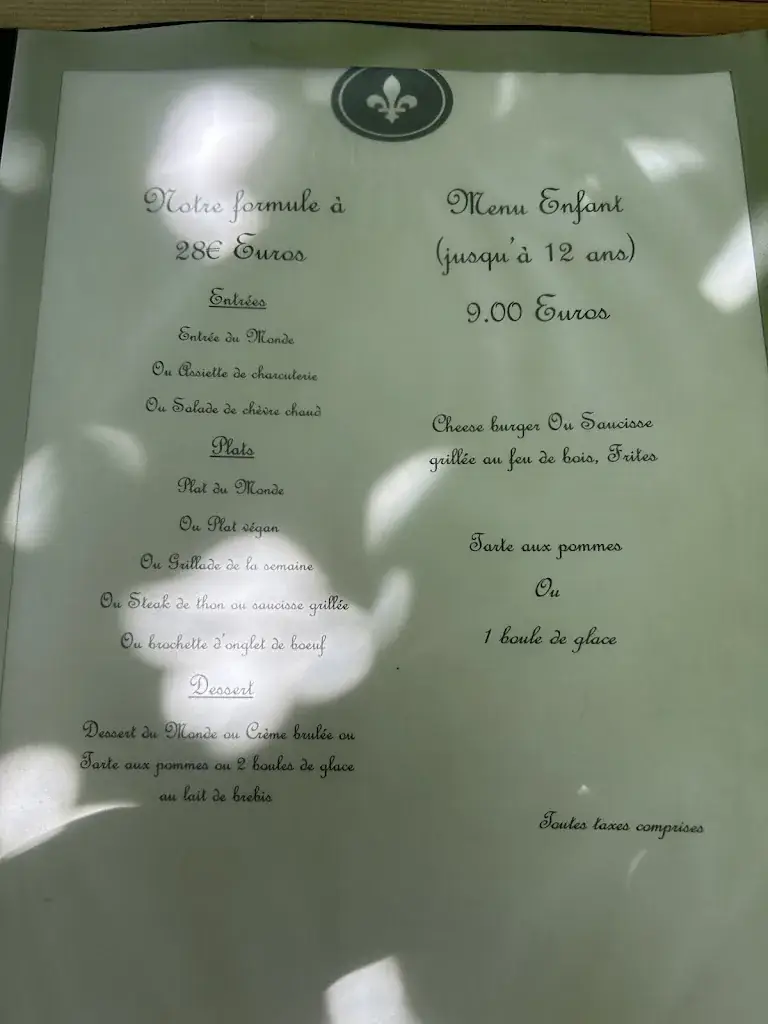 Notre formule à
28€ Euros
Entrées
Entrée du Monde
Ou Assiette de charcuterie
Ou Salade de chèvre chaud
Plats
Plat du Monde
Ou Plat végan
Ou Grillade de la semaine
Ou Steak de thon ou saucisse grillée
Ou brochette d'onglet de boeuf
Dessert
Dessert du Monde ou Crème brulée ou
Tarte aux pommes ou 2 boules de glace
au lait de brebis
Menu Enfant
(jusqu'à 12 ans)
9.00 Euros
Cheese burger Ou Saucisse
grillée au feu de bois, Frites
Tarte aux pommes
Ou
1 boule de glace
Toutes taxes comprises